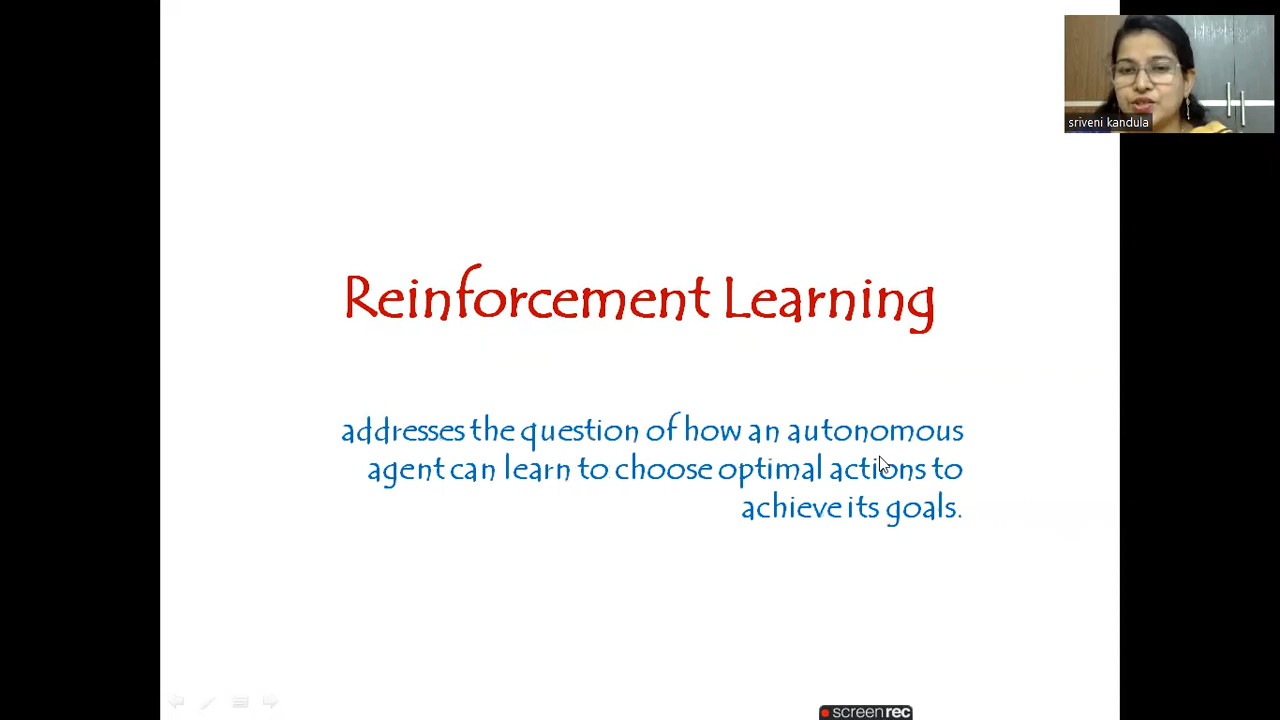 sriveni kandula
Reinforcement Learning
addresses the question of how an autonomous
agent can learn to choose optimal actions to
achieve its goals.
screenrec